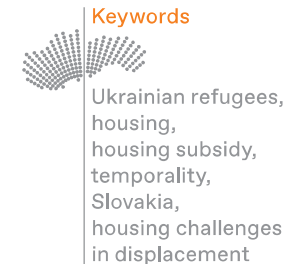 Keywords
Ukrainian refugees,
housing,
housing subsidy,
temporality,
Slovakia,
housing challenges
in displacement